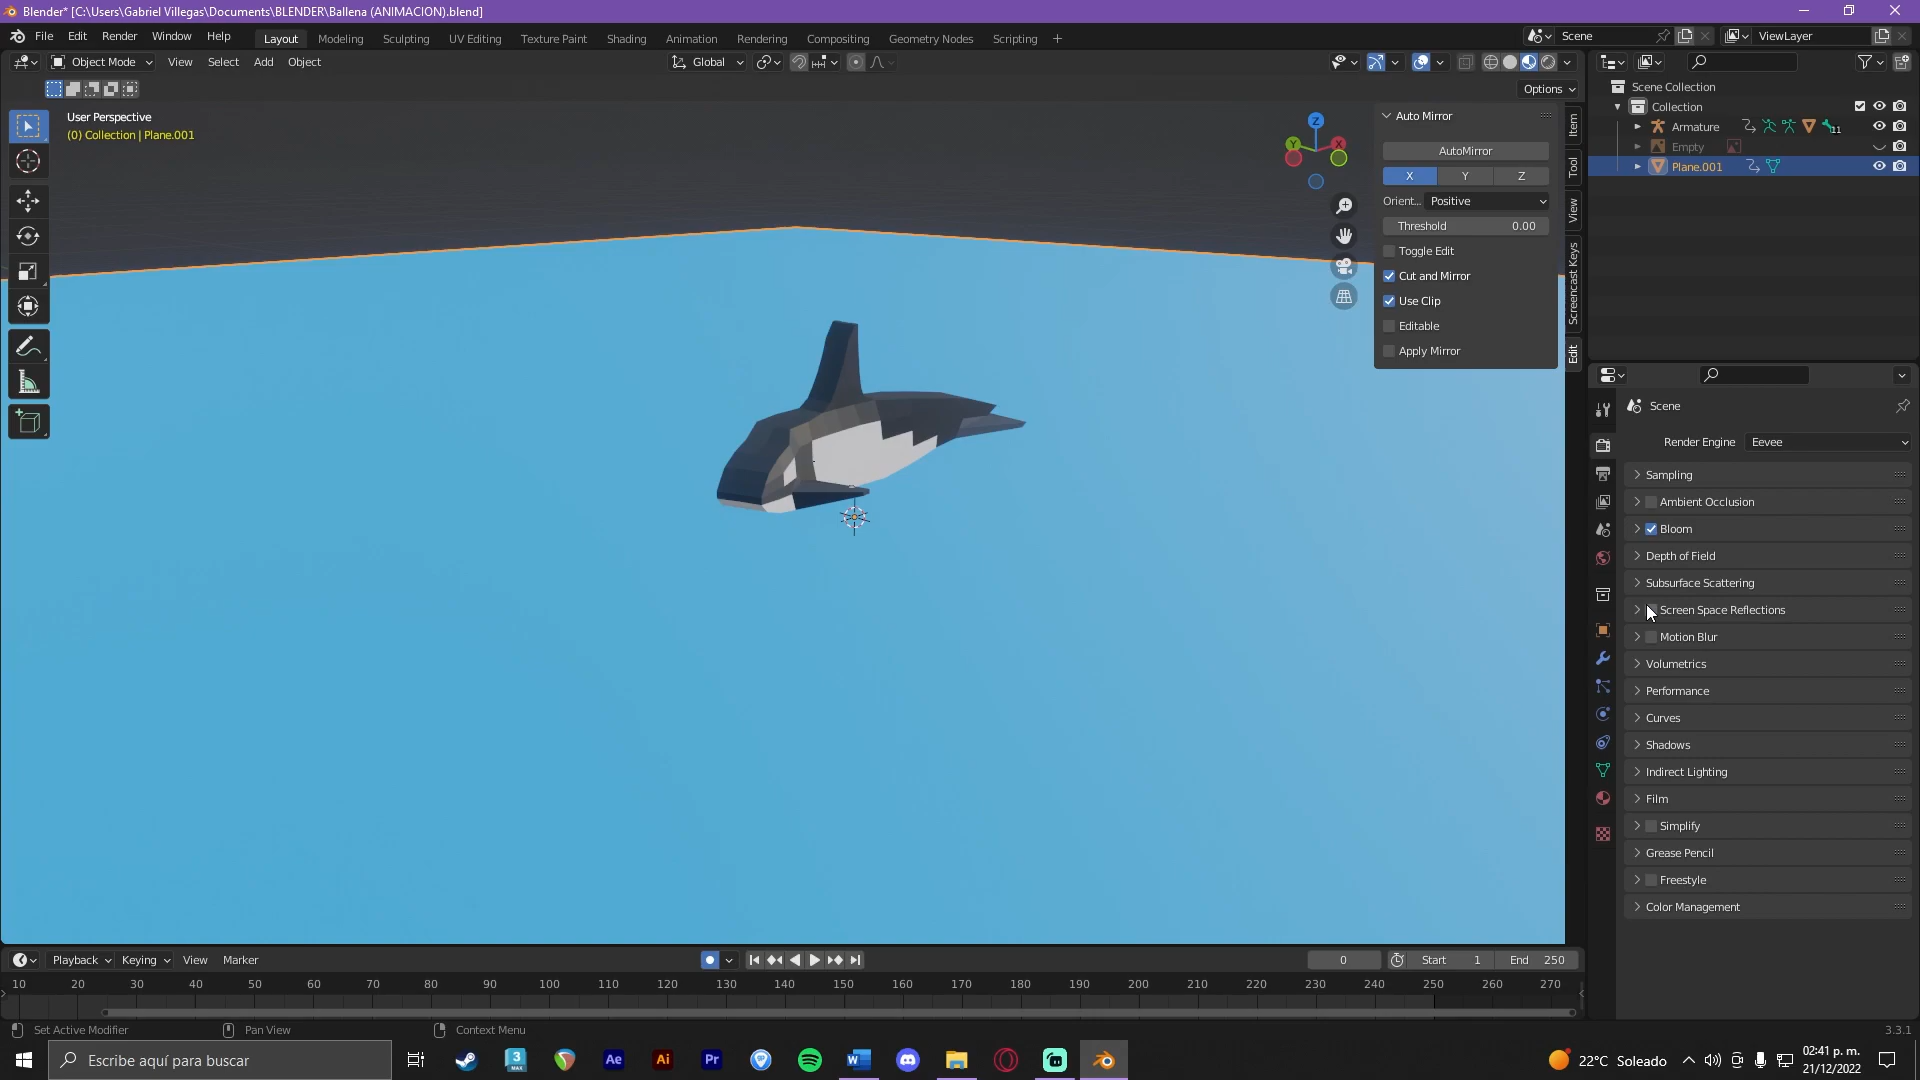 Blender* [C:\Users\Gabriel Villegas\Documents\BLENDER\Ballena (ANIMACION).blend]
File Edit Render Window Help Layout Modeling Sculpting UV Editing Texture Paint Shading Animation Rendering Compositing Geometry Nodes Scripting + Scene ViewLayer
Object Mode View Select Add Object Global
Options
User Perspective
(0) Collection | Plane.001
Z
Y
X
Auto Mirror
AutoMirror
X Y Z
Orient... Positive
Threshold 0.00
Toggle Edit
Cut and Mirror
Use Clip
Editable
Apply Mirror
Item
Tool
View
Screencast Keys
Edit
Scene Collection
Collection
Armature 11
Empty
Plane.001
Scene
Render Engine Eevee
Sampling
Ambient Occlusion
Bloom
Depth of Field
Subsurface Scattering
Screen Space Reflections
Motion Blur
Volumetrics
Performance
Curves
Shadows
Indirect Lighting
Film
Simplify
Grease Pencil
Freestyle
Color Management
Playback Keying View Marker 0 Start 1 End 250
10 20 30 40 50 60 70 80 90 100 110 120 130 140 150 160 170 180 190 200 210 220 230 240 250 260 270
Set Active Modifier Pan View Context Menu 3.3.1
Escribe aquí para buscar 3 MAX Ae Ai Pr W 22°C Soleado 02:41 p. m.
21/12/2022